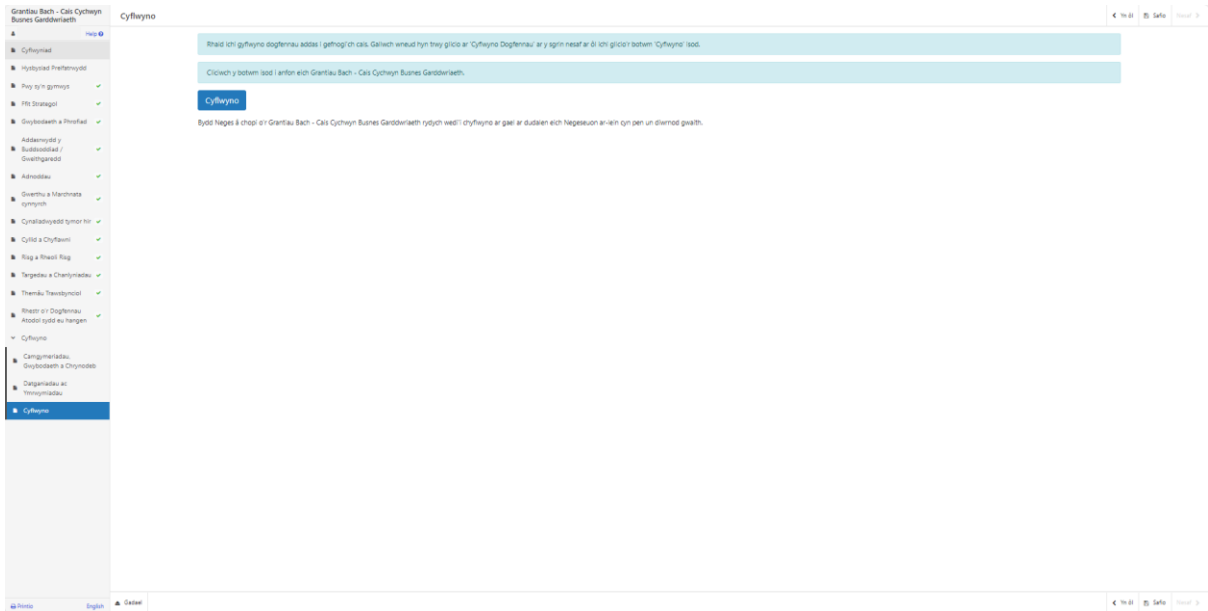 Grantiau Bach - Cais Cychwyn
Busnes Garddwriaeth
Help
Cyflwyniad
Hysbysiad Preifatrwydd
Pwy sy'n gymwys
Ffit Strategol
Gwybodaeth a Phrofiad
Addasrwydd y
Buddsoddiad /
Gweithgaredd
Adnoddau
Gwerthu a Marchnata
cynnyrch
Cynaliadwyedd tymor hir
Cyllid a Chyflawni
Risg a Rheoli Risg
Targedau a Chanlyniadau
Themâu Trawsbynciol
Rhestr o'r Dogfennau
Atodol sydd eu hangen
Cyflwyno
Camgymeriadau,
Gwybodaeth a Chrynodeb
Datganiadau ac
Ymrwymiadau
Cyflwyno
Printio English
Cyflwyno
Yn ôl Safio Nesaf
Rhaid ichi gyflwyno dogfennau addas i gefnogi'ch cais. Gallwch wneud hyn trwy glicio ar 'Cyflwyno Dogfennau' ar y sgrin nesaf ar ôl ichi glicio'r botwm 'Cyflwyno' isod.
Cliciwch y botwm isod i anfon eich Grantiau Bach - Cais Cychwyn Busnes Garddwriaeth.
Cyflwyno
Bydd Neges â chopi o'r Grantiau Bach - Cais Cychwyn Busnes Garddwriaeth rydych wedi'i chyflwyno ar gael ar dudalen eich Negeseuon ar-lein cyn pen un diwrnod gwaith.
Gadael
Yn ôl Safio Nesaf